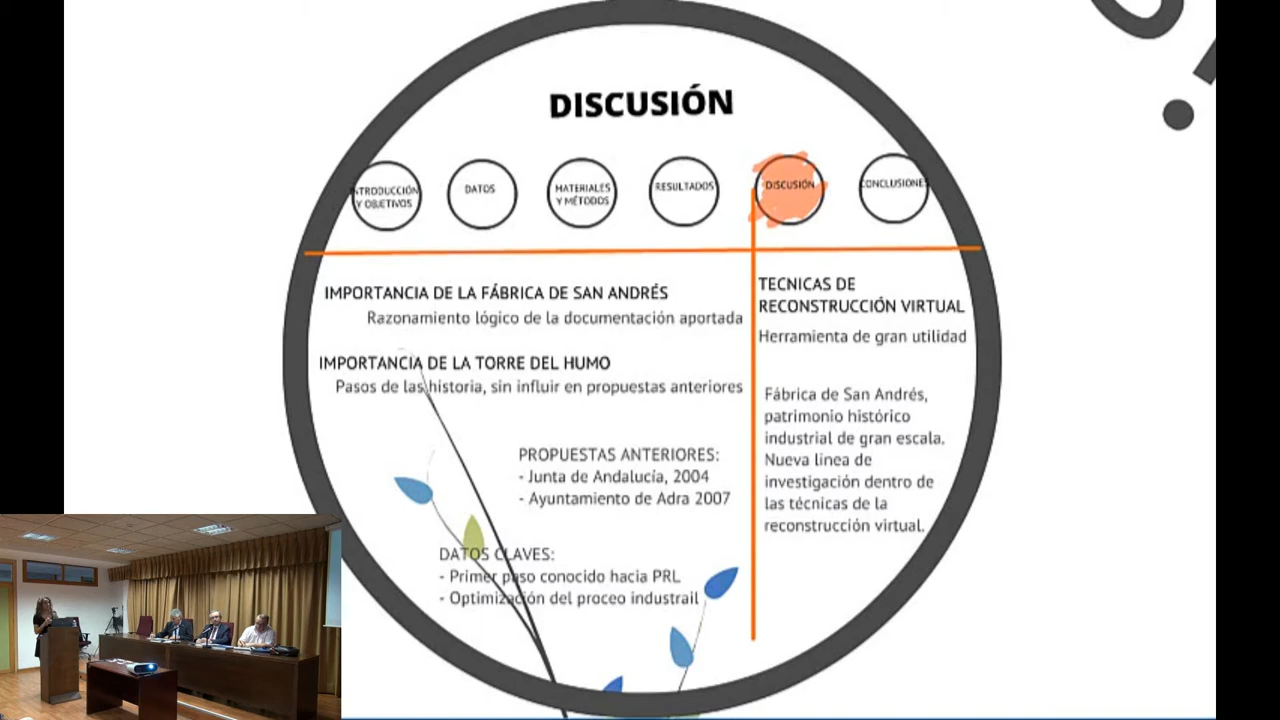 DISCUSIÓN
INTRODUCCIÓN
Y OBJETIVOS
DATOS
MATERIALES
Y MÉTODOS
RESULTADOS
DISCUSIÓN
CONCLUSIONES
IMPORTANCIA DE LA FÁBRICA DE SAN ANDRÉS
Razonamiento lógico de la documentación aportada
IMPORTANCIA DE LA TORRE DEL HUMO
Pasos de las historia, sin influir en propuestas anteriores
PROPUESTAS ANTERIORES:
- Junta de Andalucía, 2004
- Ayuntamiento de Adra 2007
DATOS CLAVES:
- Primer paso conocido hacia PRL
- Optimización del proceo industrail
TECNICAS DE
RECONSTRUCCIÓN VIRTUAL
Herramienta de gran utilidad
Fábrica de San Andrés,
patrimonio histórico
industrial de gran escala.
Nueva linea de
investigación dentro de
las técnicas de la
reconstrucción virtual.